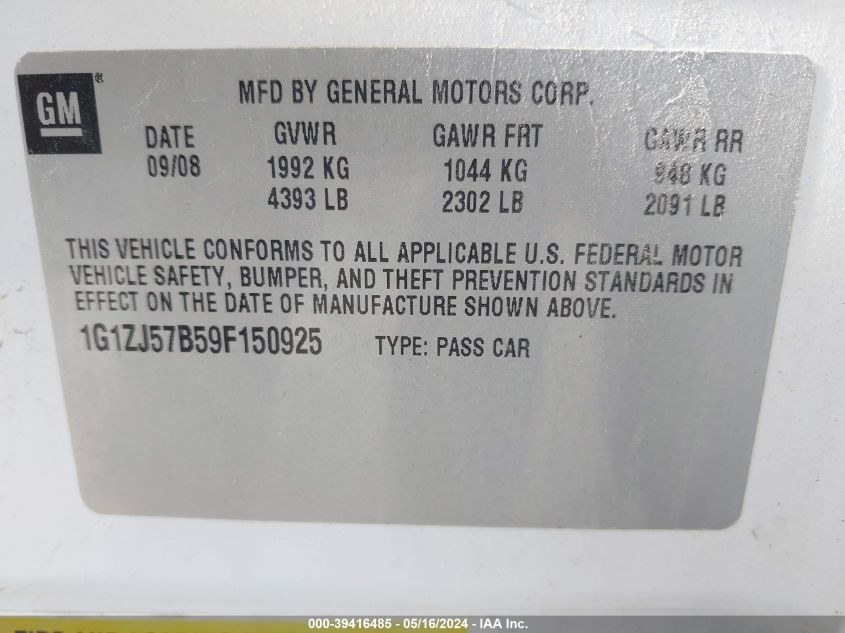 GM ®
MFD BY GENERAL MOTORS CORP.
DATE GVWR GAWR FRT GAWR RR
09/08 1992 KG 1044 KG 948 KG
4393 LB 2302 LB 2091 LB
THIS VEHICLE CONFORMS TO ALL APPLICABLE U.S. FEDERAL MOTOR
VEHICLE SAFETY, BUMPER, AND THEFT PREVENTION STANDARDS IN
EFFECT ON THE DATE OF MANUFACTURE SHOWN ABOVE.
1G1ZJ57B59F150925 TYPE: PASS CAR
000-39416485 - 05/16/2024 - IAA Inc.